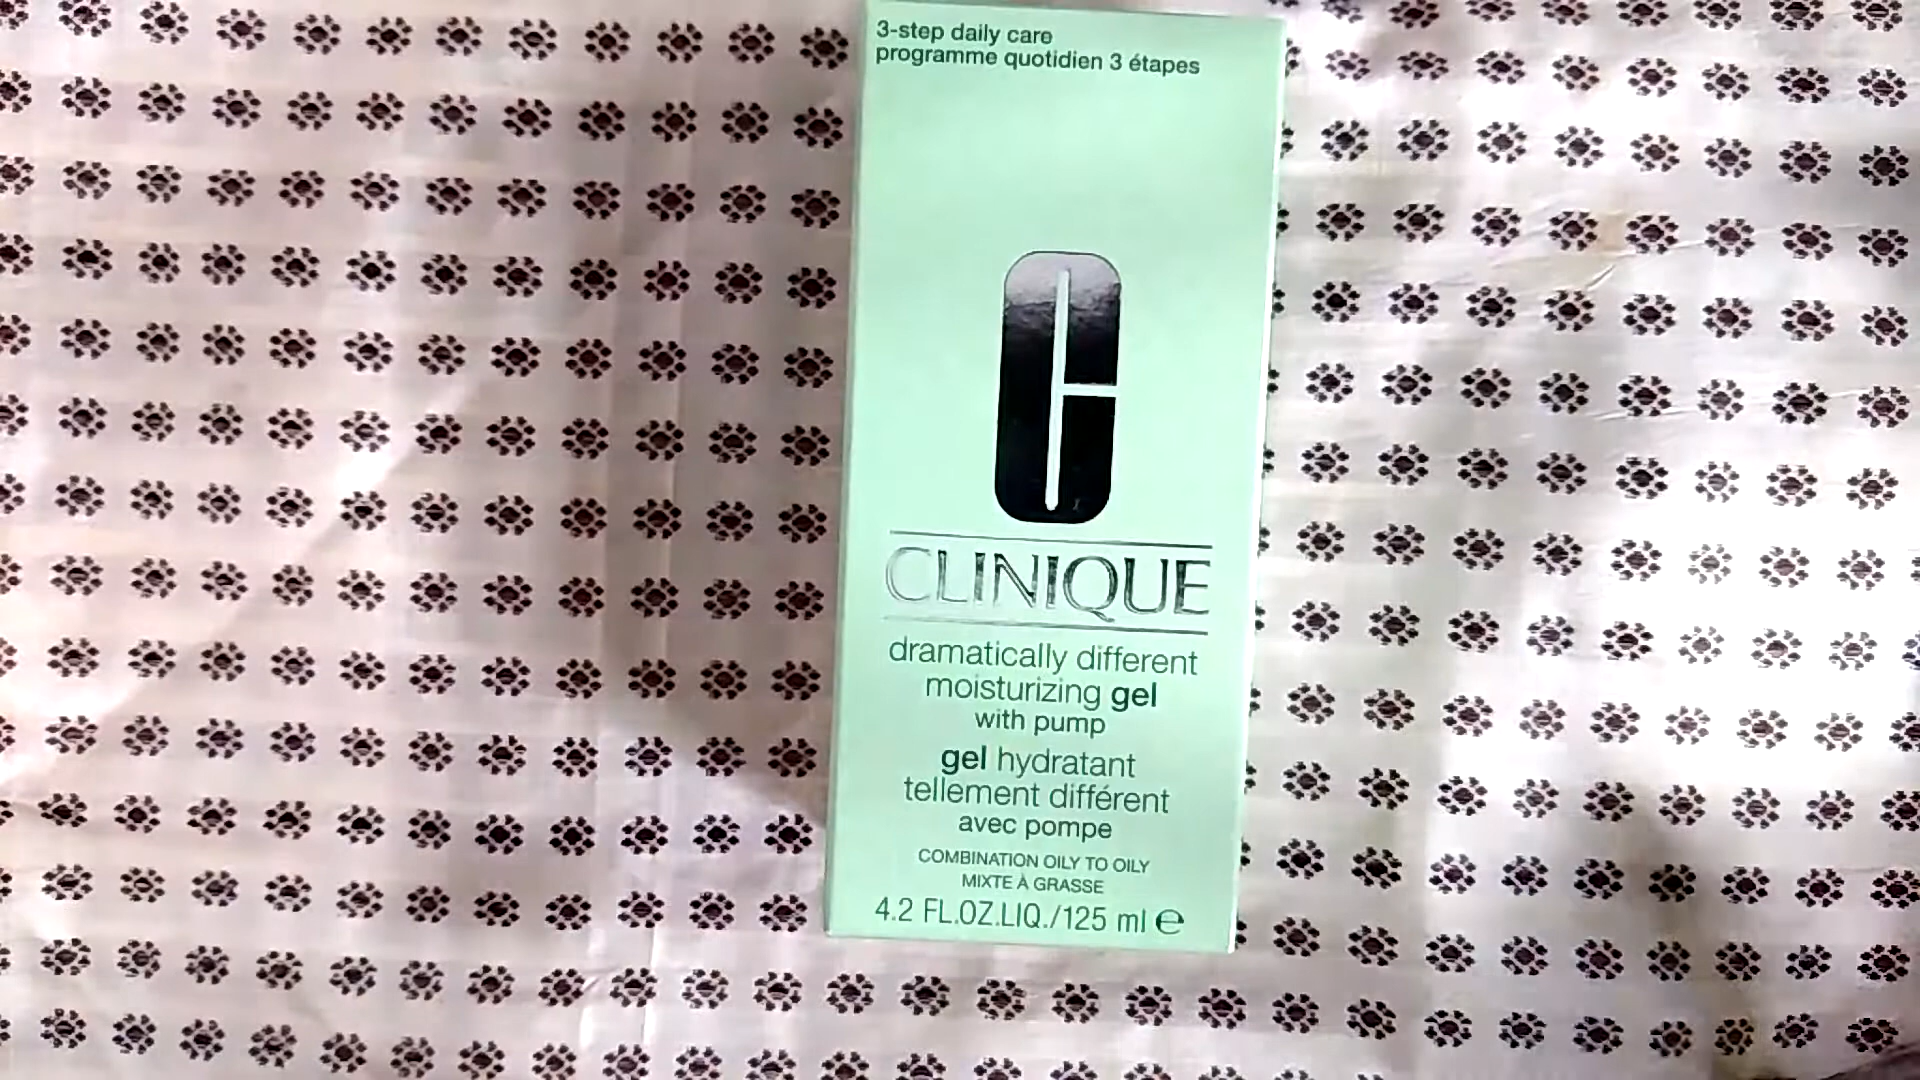 3-step daily care
programme quotidien 3 étapes
CLINIQUE
dramatically different
moisturizing gel
with pump
gel hydratant
tellement différent
avec pompe
COMBINATION OILY TO OILY
MIXTE À GRASSE
4.2 FL.OZ.LIQ./125 ml ℮